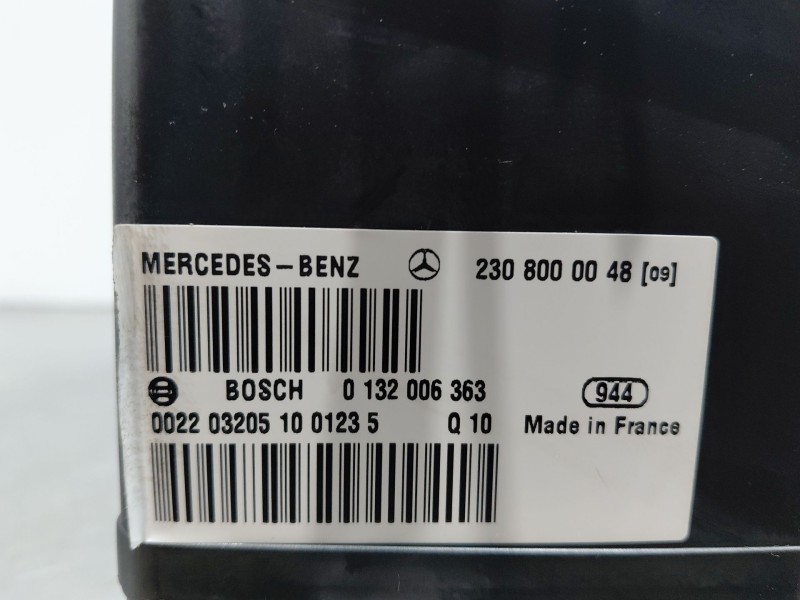 MERCEDES-BENZ 230 800 00 48 [09]
BOSCH 0 132 006 363 944
0022 03205 10 0123 5 Q 10 Made in France